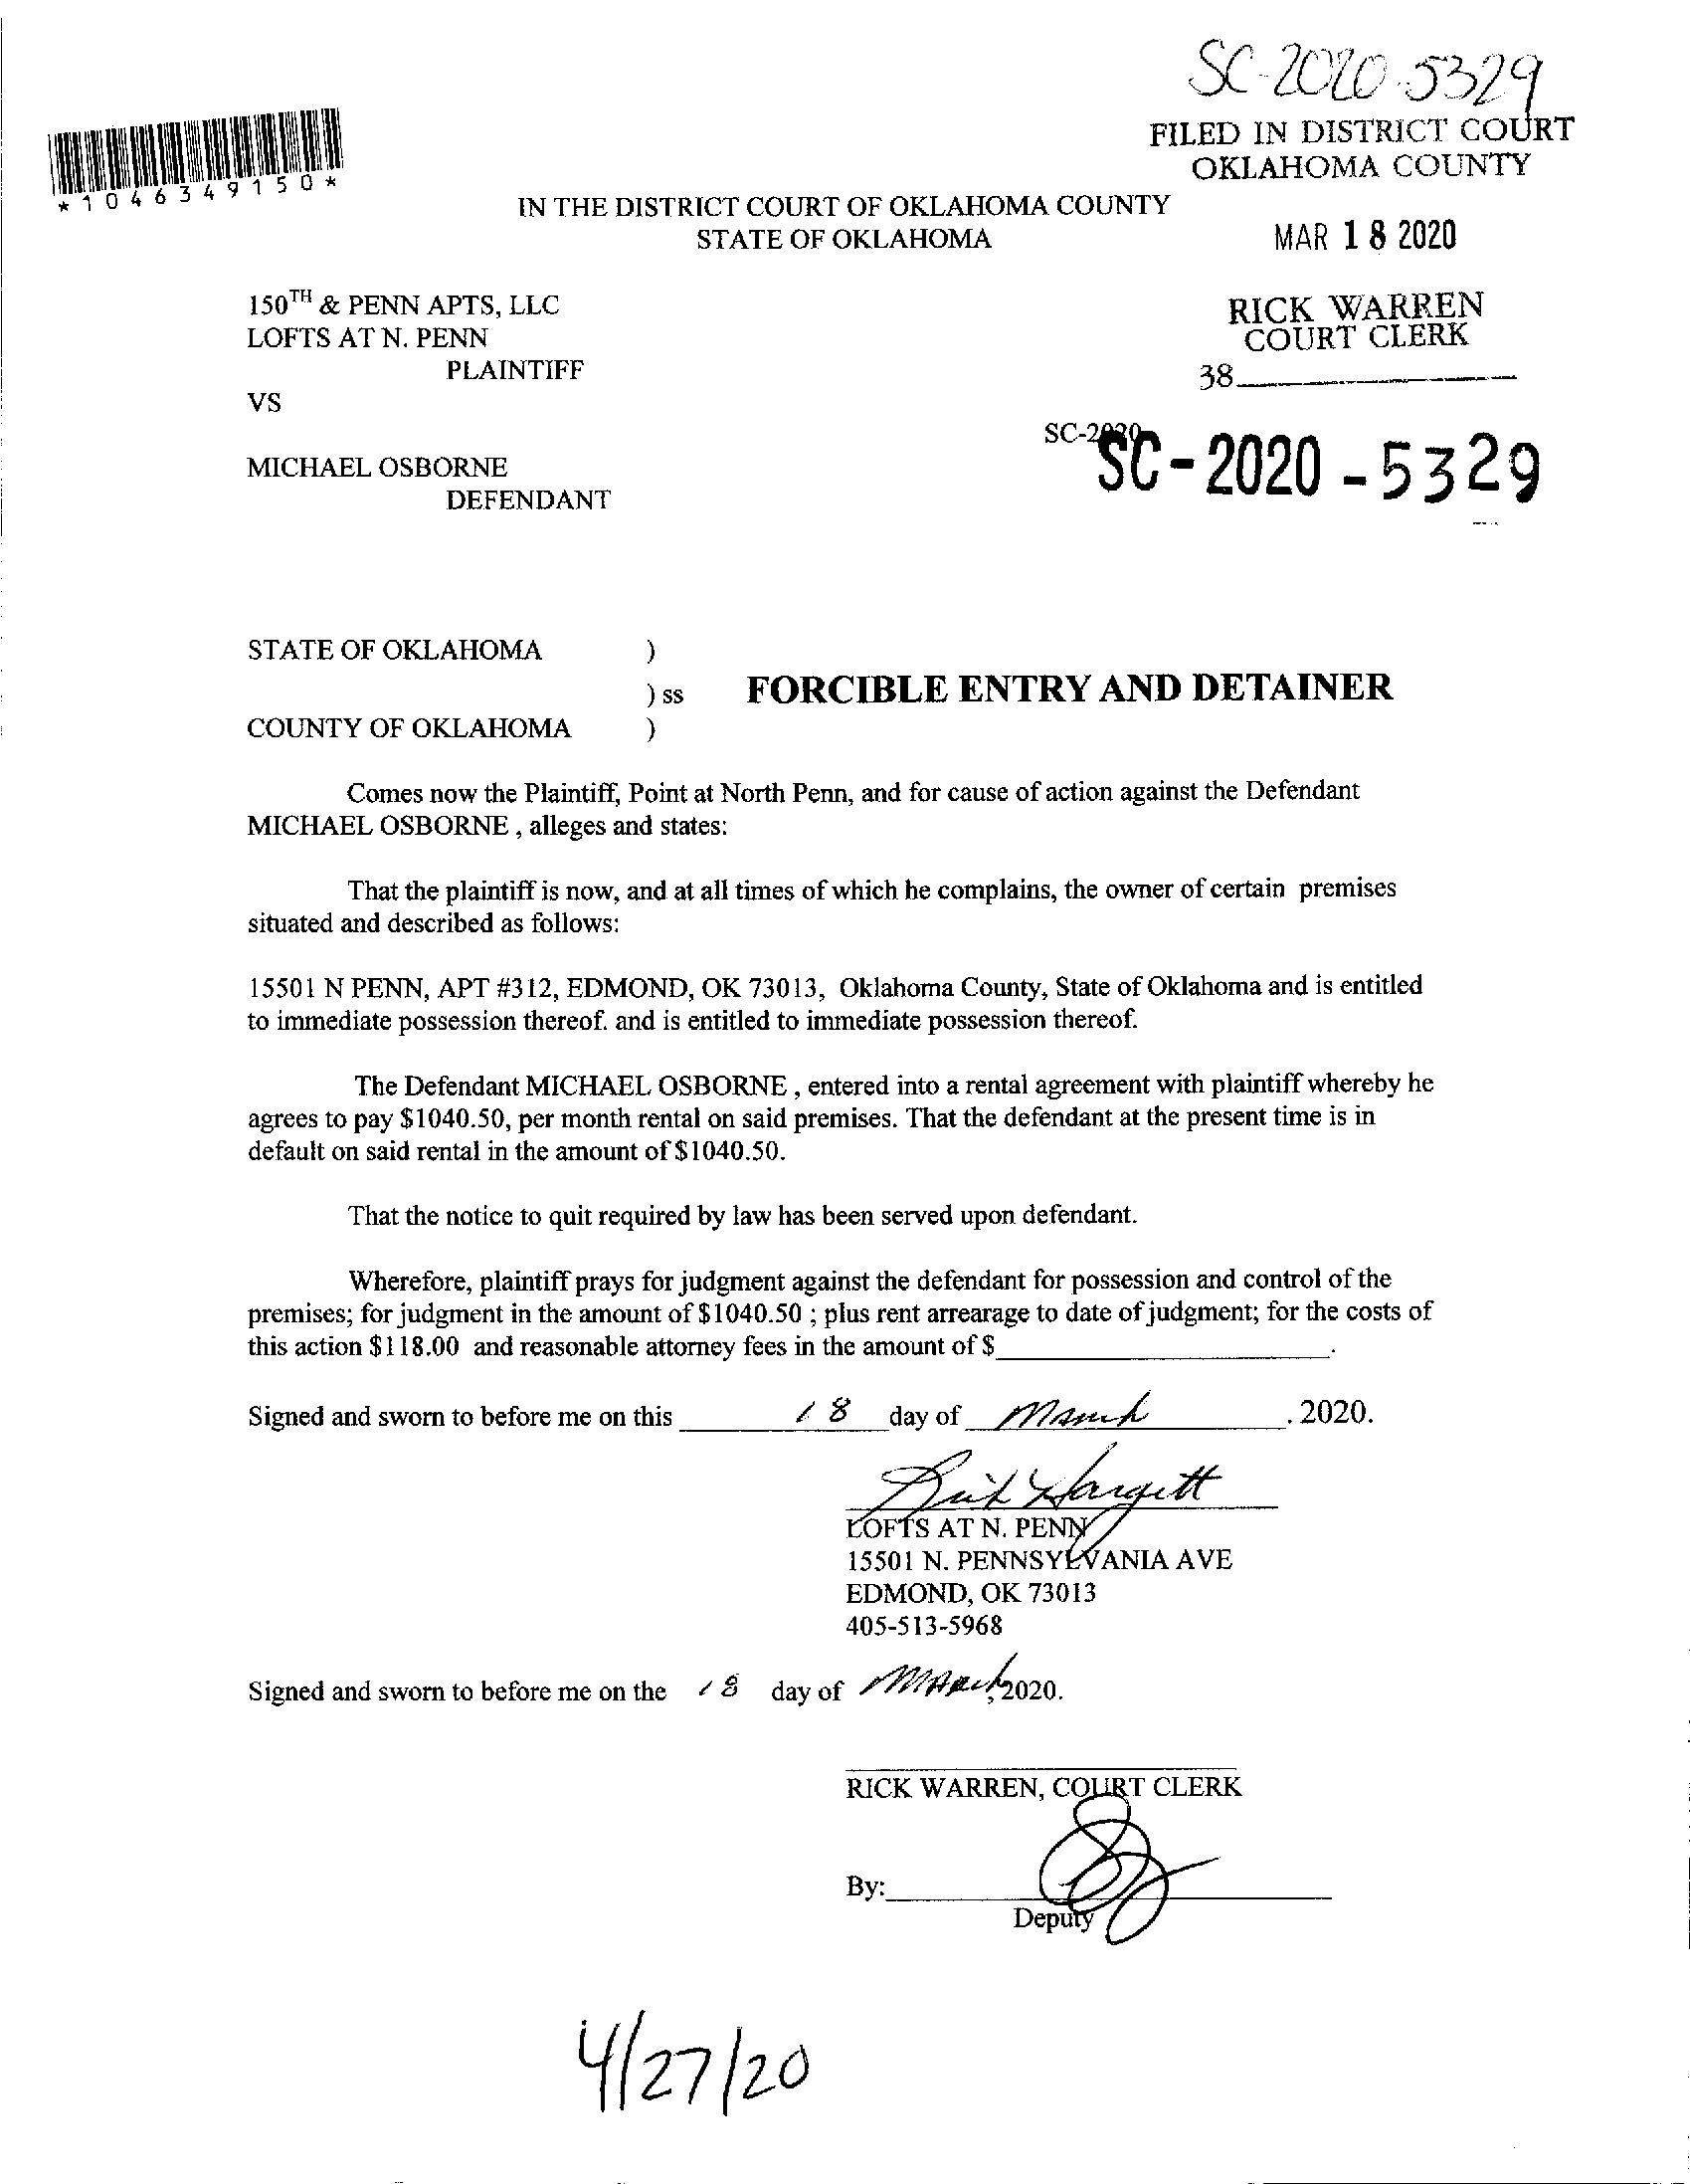 SC-2020-5329
FILED IN DISTRICT COURT
OKLAHOMA COUNTY
*1046349150*
IN THE DISTRICT COURT OF OKLAHOMA COUNTY
STATE OF OKLAHOMA
MAR 18 2020
150TH & PENN APTS, LLC
LOFTS AT N. PENN
PLAINTIFF
RICK WARREN
COURT CLERK
38
VS
SC-2020
SC-2020-5329
MICHAEL OSBORNE
DEFENDANT
STATE OF OKLAHOMA )
) ss FORCIBLE ENTRY AND DETAINER
COUNTY OF OKLAHOMA )
Comes now the Plaintiff, Point at North Penn, and for cause of action against the Defendant
MICHAEL OSBORNE , alleges and states:
That the plaintiff is now, and at all times of which he complains, the owner of certain premises
situated and described as follows:
15501 N PENN, APT #312, EDMOND, OK 73013, Oklahoma County, State of Oklahoma and is entitled
to immediate possession thereof. and is entitled to immediate possession thereof.
The Defendant MICHAEL OSBORNE , entered into a rental agreement with plaintiff whereby he
agrees to pay $1040.50, per month rental on said premises. That the defendant at the present time is in
default on said rental in the amount of $1040.50.
That the notice to quit required by law has been served upon defendant.
Wherefore, plaintiff prays for judgment against the defendant for possession and control of the
premises; for judgment in the amount of $1040.50 ; plus rent arrearage to date of judgment; for the costs of
this action $118.00 and reasonable attorney fees in the amount of $____________.
Signed and sworn to before me on this 18 day of March . 2020.
Hargett
LOFTS AT N. PENN
15501 N. PENNSYLVANIA AVE
EDMOND, OK 73013
405-513-5968
Signed and sworn to before me on the 18 day of March, 2020.
RICK WARREN, COURT CLERK
By:
Deputy
4/27/20